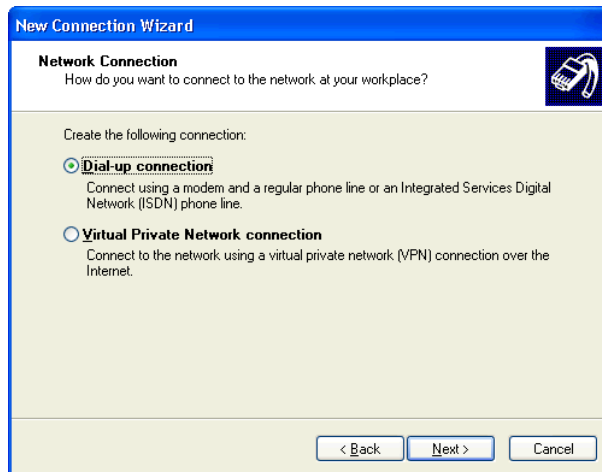 New Connection Wizard
Network Connection
How do you want to connect to the network at your workplace?
Create the following connection:
Dial-up connection
Connect using a modem and a regular phone line or an Integrated Services Digital
Network (ISDN) phone line.
Virtual Private Network connection
Connect to the network using a virtual private network (VPN) connection over the
Internet.
< Back
Next >
Cancel